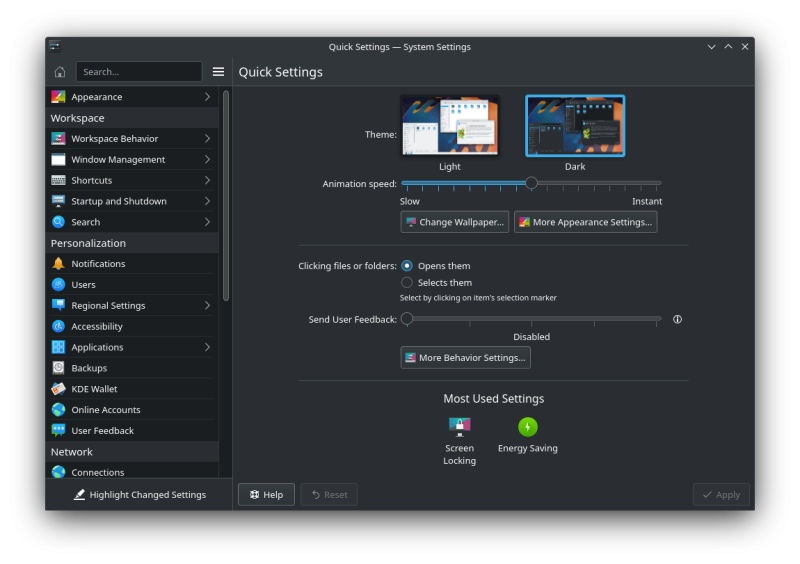 Quick Settings — System Settings
Search...
Quick Settings
Appearance
Workspace
Workspace Behavior
Window Management
Shortcuts
Startup and Shutdown
Search
Personalization
Notifications
Users
Regional Settings
Accessibility
Applications
Backups
KDE Wallet
Online Accounts
User Feedback
Network
Connections
Highlight Changed Settings
Theme:
Light
Dark
Animation speed:
Slow
Instant
Change Wallpaper...
More Appearance Settings...
Clicking files or folders:
Opens them
Selects them
Select by clicking on item's selection marker
Send User Feedback:
Disabled
More Behavior Settings...
Most Used Settings
Screen
Locking
Energy Saving
Help
Reset
Apply